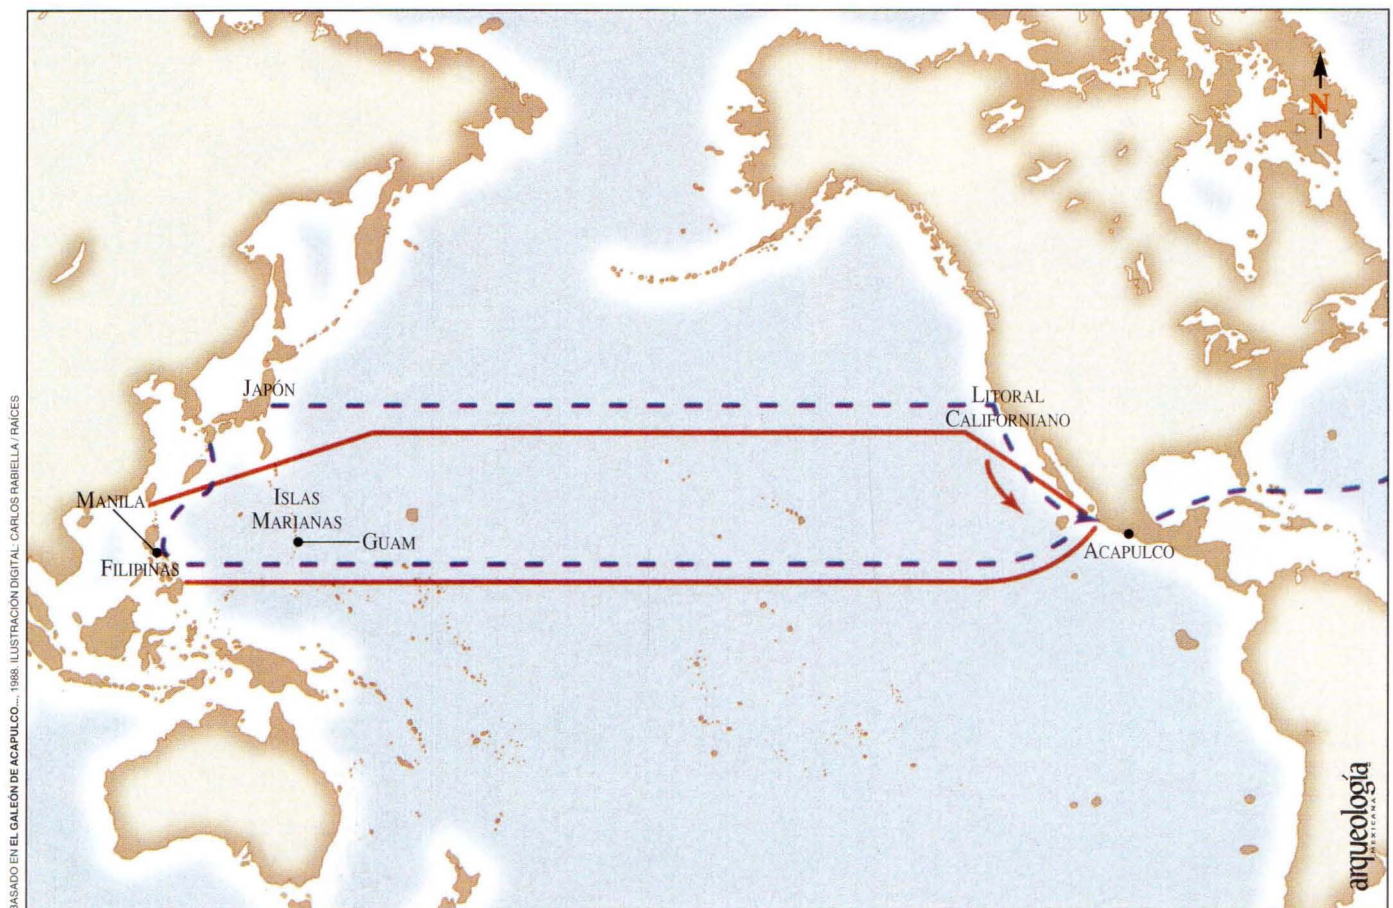 N
JAPÓN
LITORAL
CALIFORNIANO
MANILA
ISLAS
MARIANAS
GUAM
FILIPINAS
ACAPULCO
BASADO EN EL GALEÓN DE ACAPULCO..., 1988. ILUSTRACIÓN DIGITAL: CARLOS RABIELLA / RAÍCES
arqueología
MEXICANA